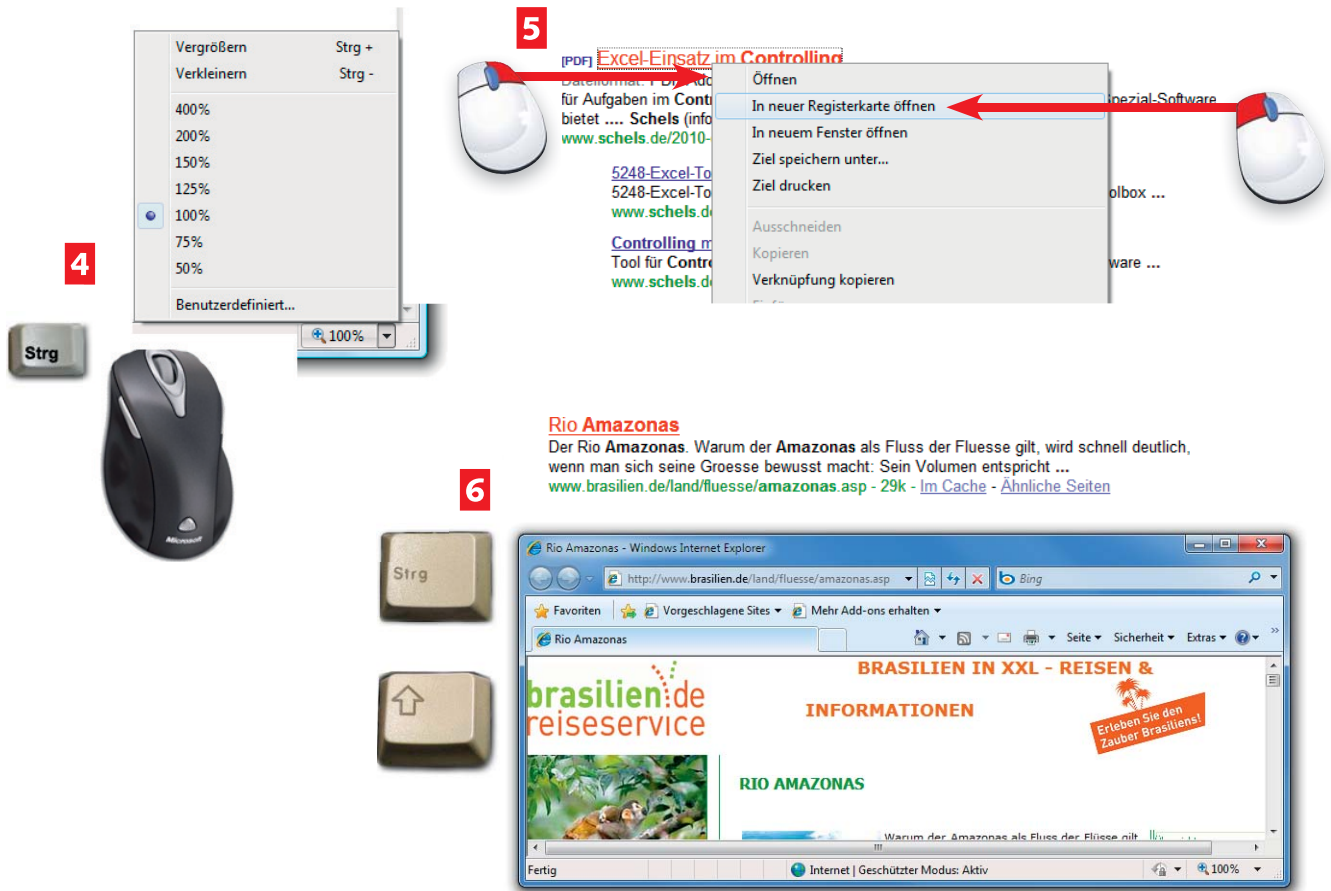 4
Vergrößern Strg +
Verkleinern Strg -
400%
200%
150%
125%
100%
75%
50%
Benutzerdefiniert...
100%
Strg
Microsoft
5
[PDF] Excel-Einsatz im Controlling
für Aufgaben im Spezial-Software
bietet .... Schels
www.schels.de/2010-
5248-Excel-To
5248-Excel-To olbox ...
www.schels.d
Controlling m
Tool für Contr ware ...
www.schels.d
Öffnen
In neuer Registerkarte öffnen
In neuem Fenster öffnen
Ziel speichern unter...
Ziel drucken
Ausschneiden
Kopieren
Verknüpfung kopieren
6
Rio Amazonas
Der Rio Amazonas. Warum der Amazonas als Fluss der Fluesse gilt, wird schnell deutlich,
wenn man sich seine Groesse bewusst macht: Sein Volumen entspricht ...
www.brasilien.de/land/fluesse/amazonas.asp - 29k - Im Cache - Ähnliche Seiten
Strg
Rio Amazonas - Windows Internet Explorer
http://www.brasilien.de/land/fluesse/amazonas.asp Bing
Favoriten Vorgeschlagene Sites Mehr Add-ons erhalten
Rio Amazonas Seite Sicherheit Extras
brasilien.de
reiseservice
BRASILIEN IN XXL - REISEN &
INFORMATIONEN
Erleben Sie den
Zauber Brasiliens!
RIO AMAZONAS
Warum der Amazonas als Fluss der Flüsse gilt
Fertig Internet | Geschützter Modus: Aktiv 100%